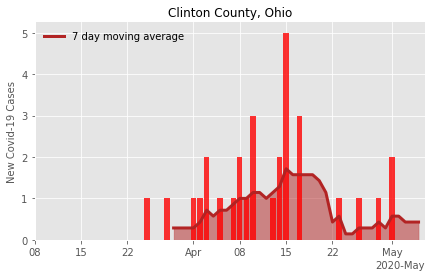 Clinton County, Ohio
7 day moving average
New Covid-19 Cases
5
4
3
2
1
0
08 15 22 Apr 08 15 22 May
2020-May